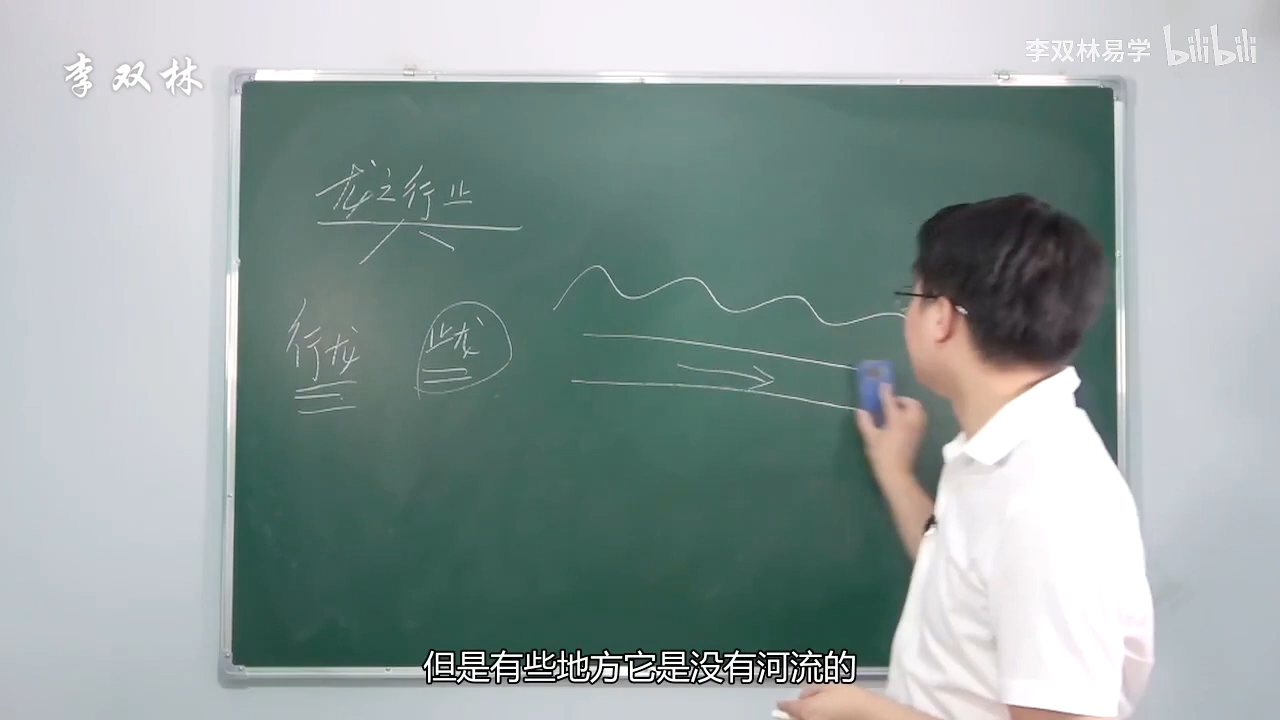 李双林
李双林易学 bilibili
龙之行止
行龙
止龙
但是有些地方它是没有河流的